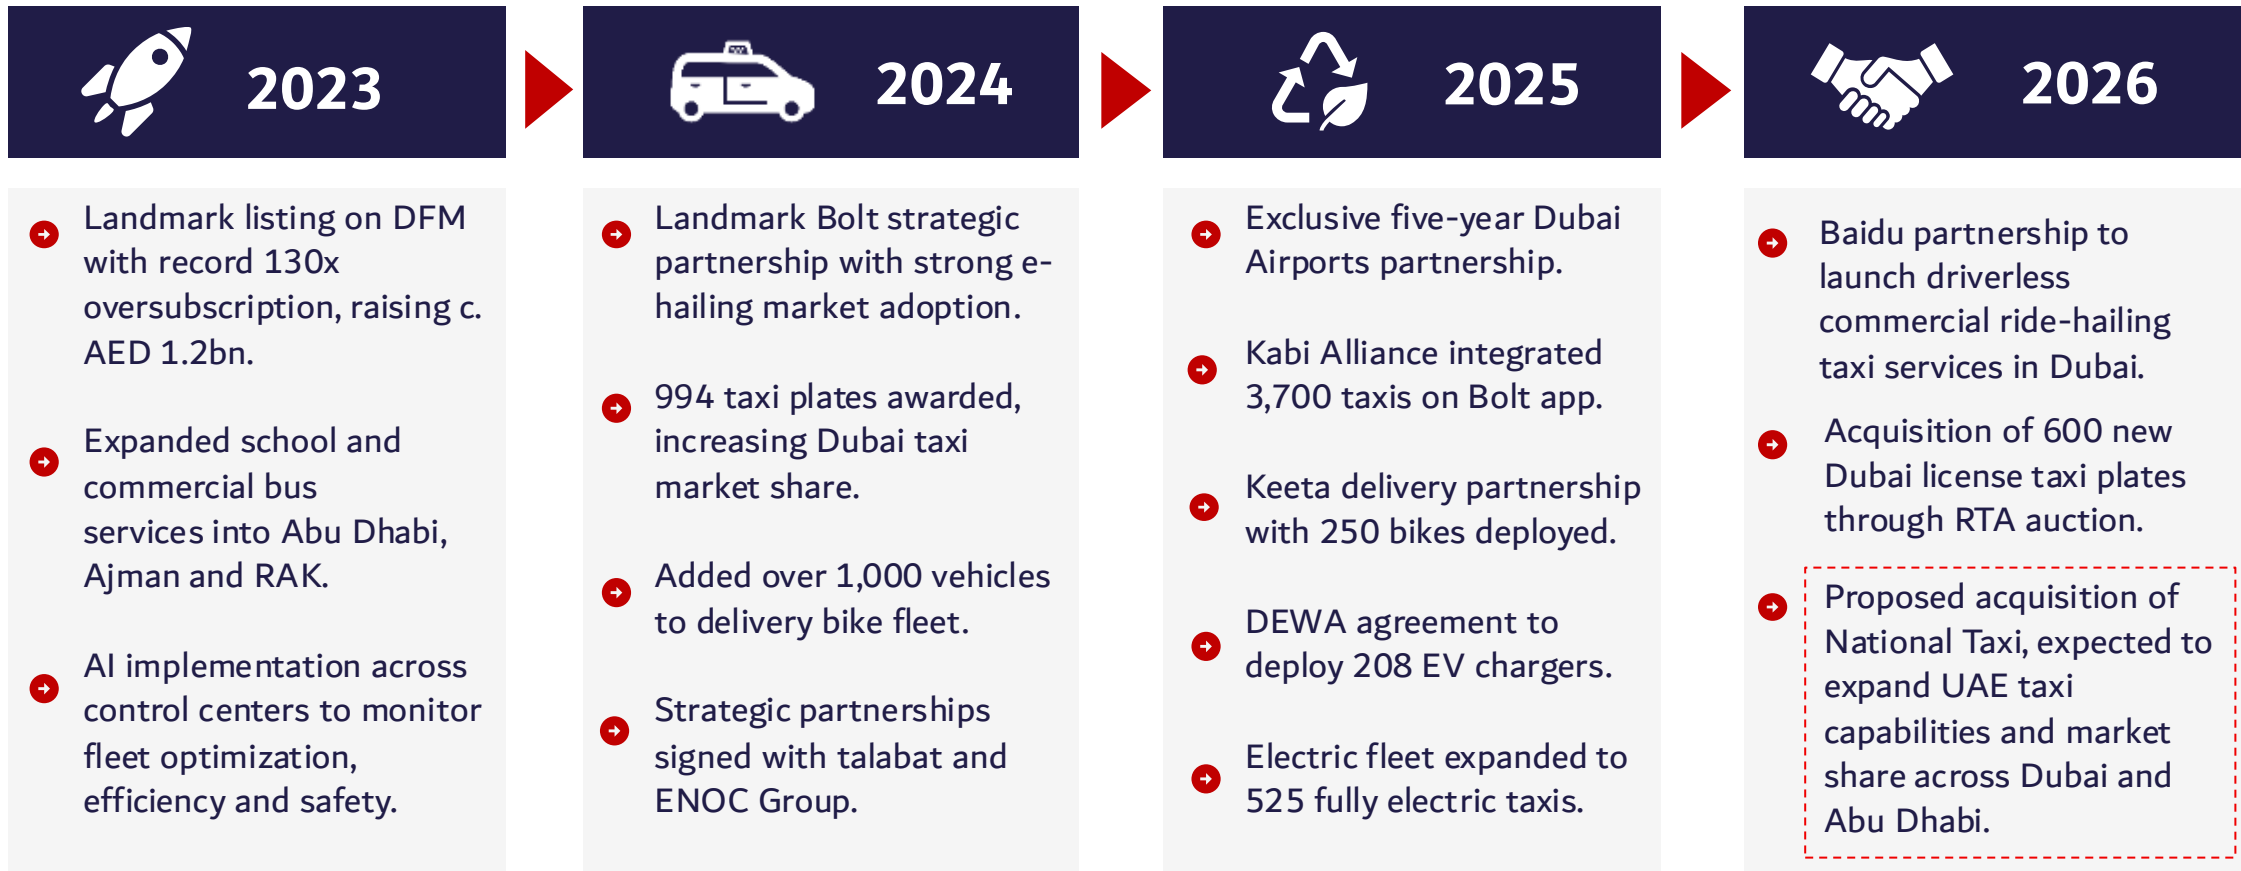 2023
Landmark listing on DFM
with record 130x
oversubscription, raising c.
AED 1.2bn.
Expanded school and
commercial bus
services into Abu Dhabi,
Ajman and RAK.
AI implementation across
control centers to monitor
fleet optimization,
efficiency and safety.
2024
Landmark Bolt strategic
partnership with strong e-
hailing market adoption.
994 taxi plates awarded,
increasing Dubai taxi
market share.
Added over 1,000 vehicles
to delivery bike fleet.
Strategic partnerships
signed with talabat and
ENOC Group.
2025
Exclusive five-year Dubai
Airports partnership.
Kabi Alliance integrated
3,700 taxis on Bolt app.
Keeta delivery partnership
with 250 bikes deployed.
DEWA agreement to
deploy 208 EV chargers.
Electric fleet expanded to
525 fully electric taxis.
2026
Baidu partnership to
launch driverless
commercial ride-hailing
taxi services in Dubai.
Acquisition of 600 new
Dubai license taxi plates
through RTA auction.
Proposed acquisition of
National Taxi, expected to
expand UAE taxi
capabilities and market
share across Dubai and
Abu Dhabi.